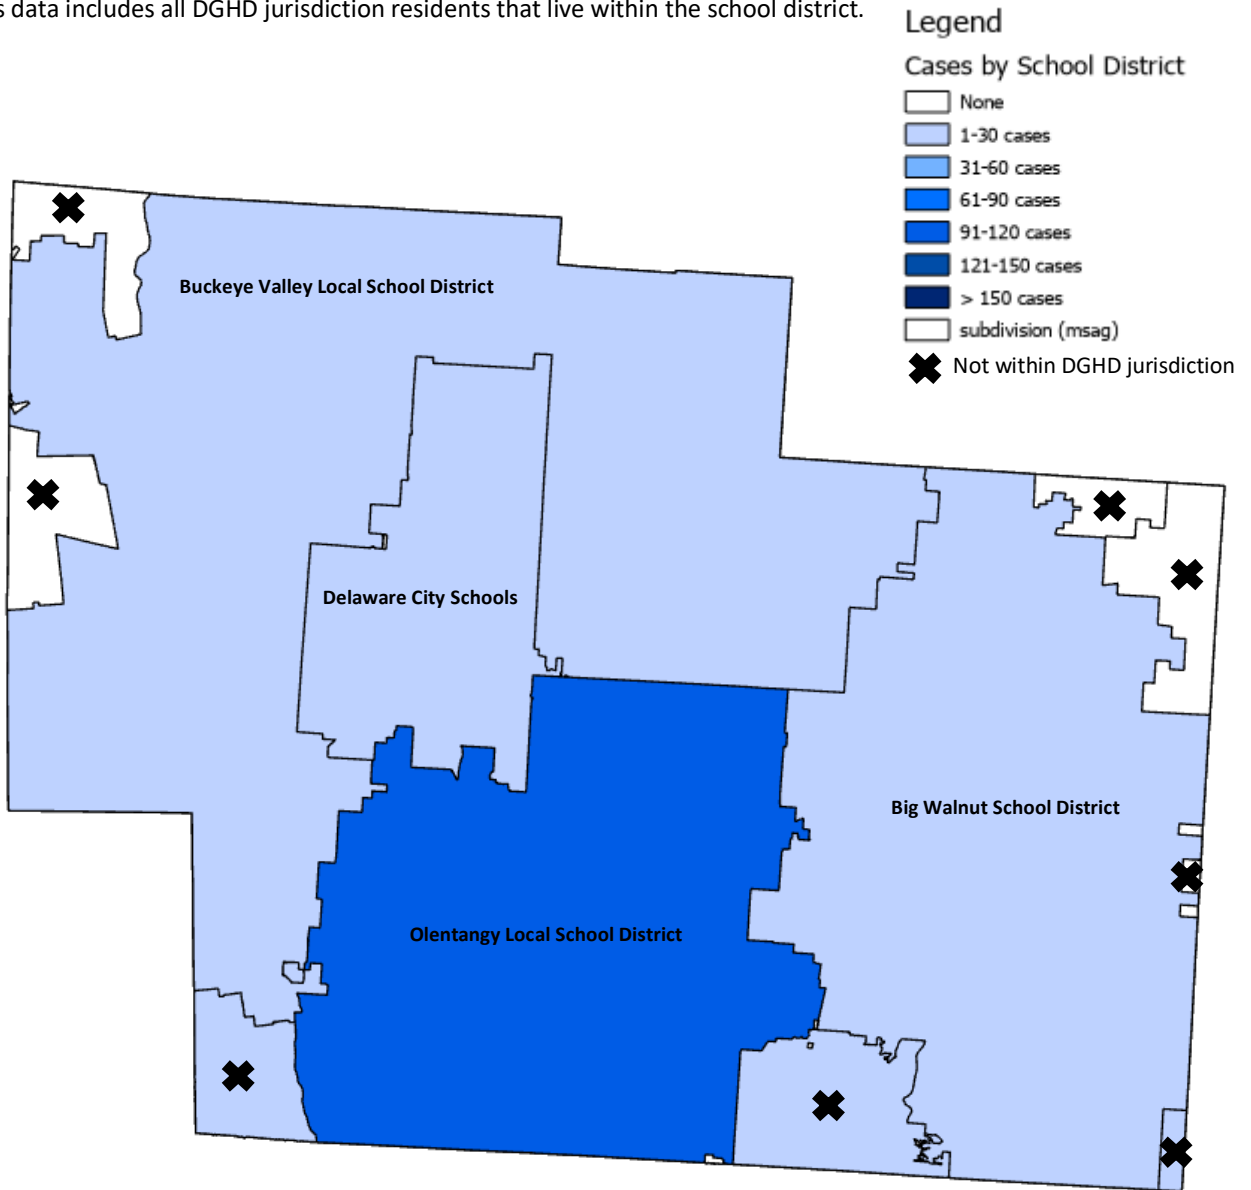 s data includes all DGHD jurisdiction residents that live within the school district.
Legend
Cases by School District
None
1-30 cases
31-60 cases
61-90 cases
91-120 cases
121-150 cases
> 150 cases
subdivision (msag)
Not within DGHD jurisdiction
Buckeye Valley Local School District
Delaware City Schools
Big Walnut School District
Olentangy Local School District